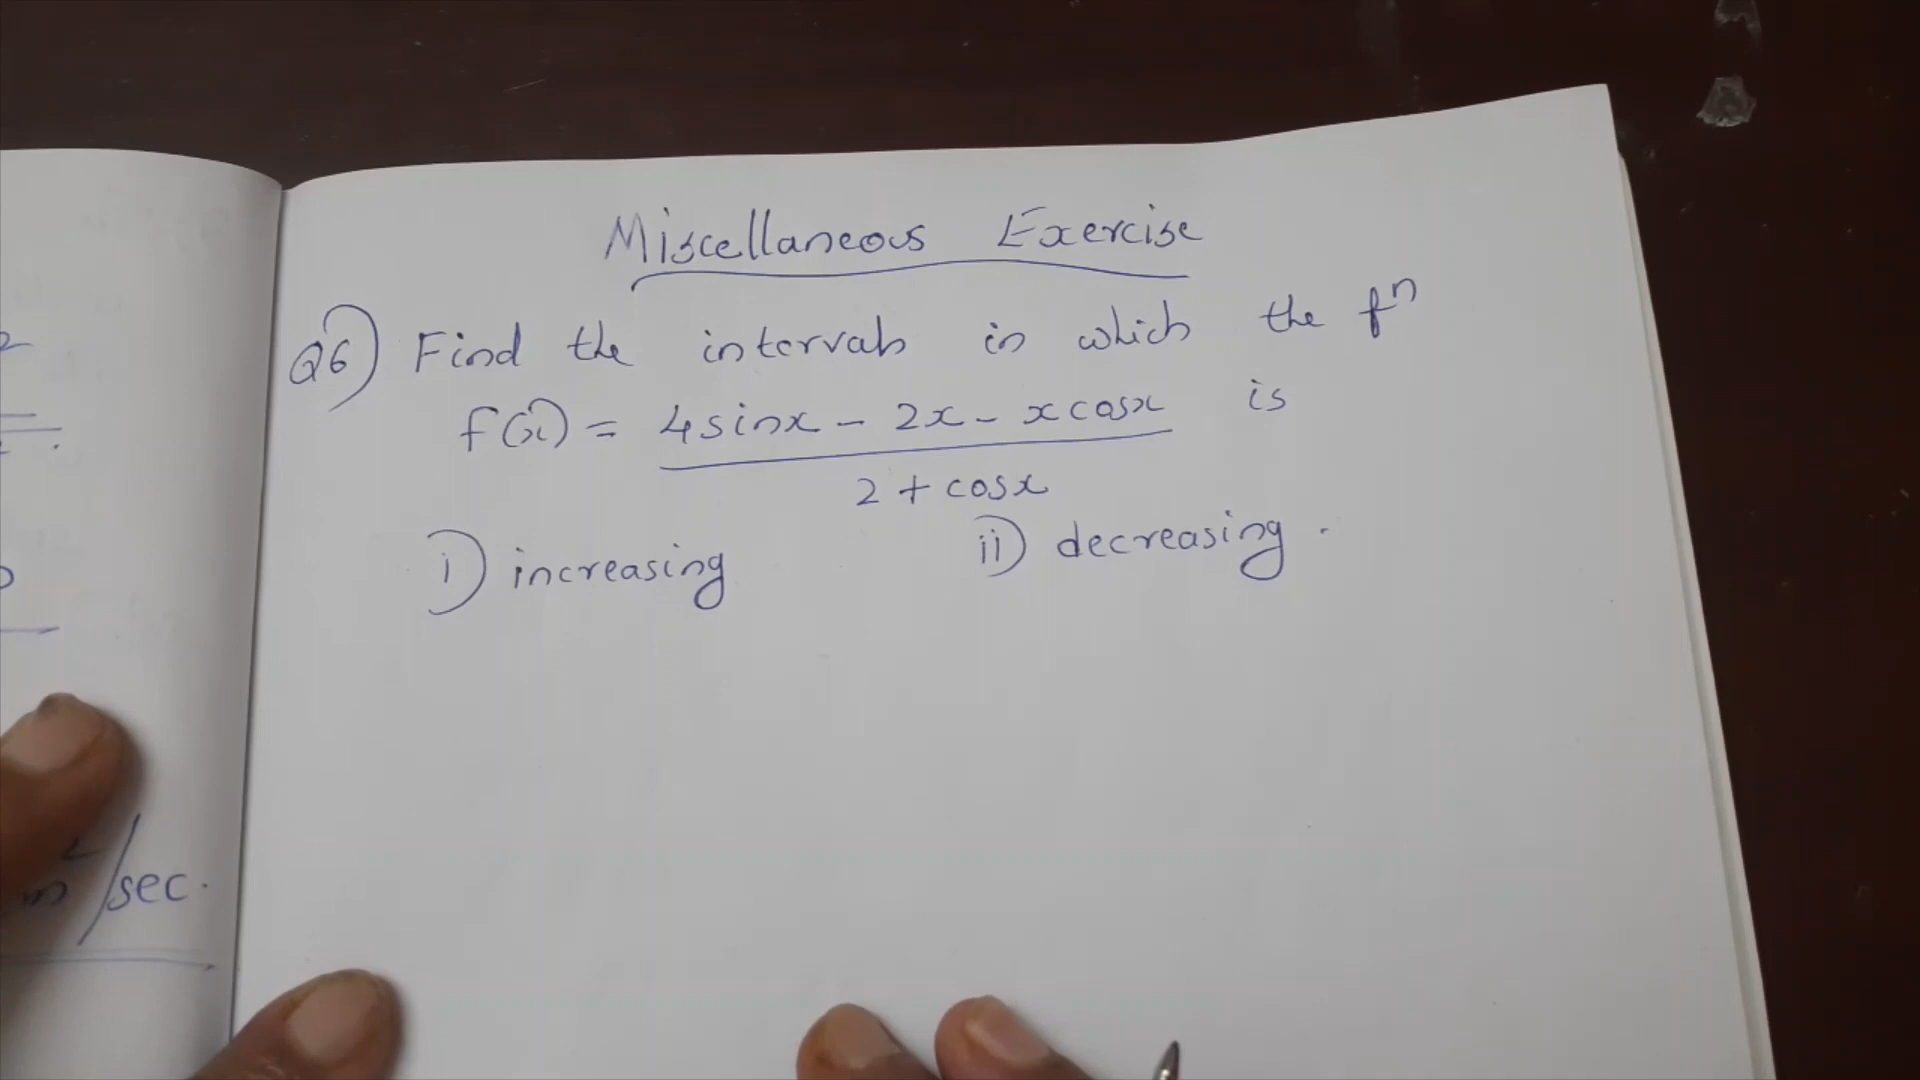 Miscellaneous Exercise
Q6) Find the intervals in which the fⁿ
f(x) = 4sinx - 2x - xcosx is
2 + cosx
i) increasing ii) decreasing.
/sec.